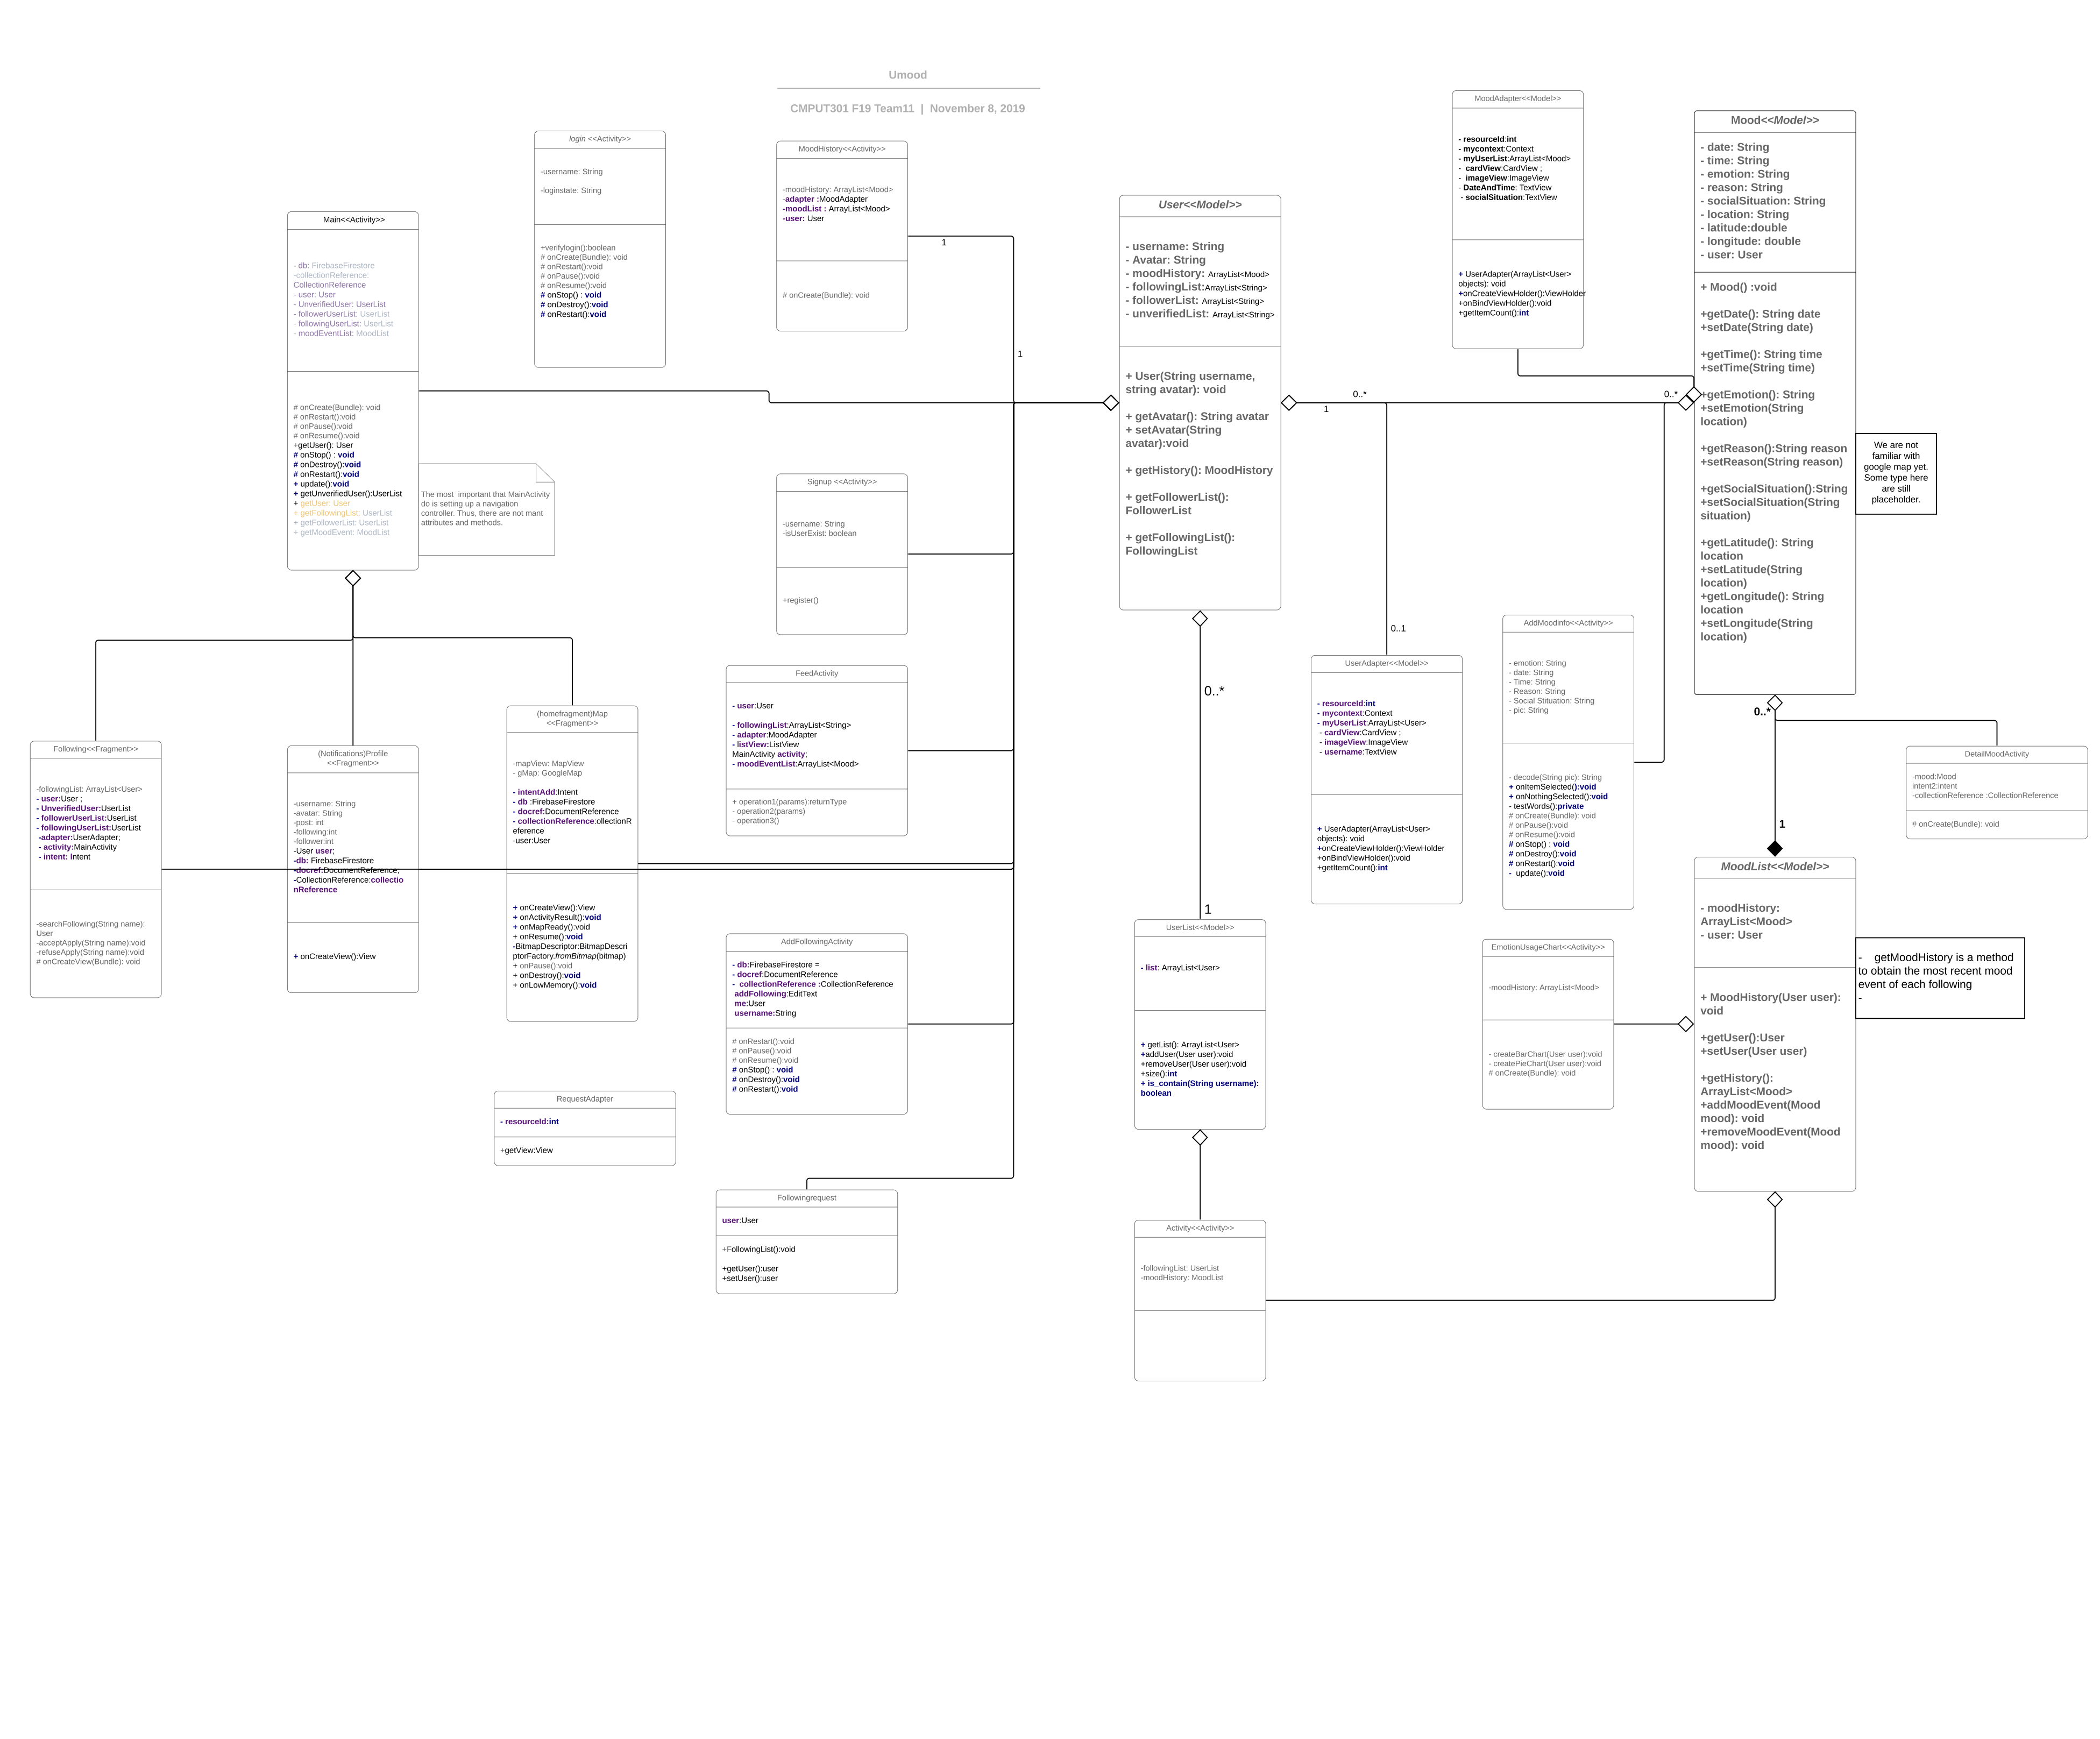 Umood
CMPUT301 F19 Team11 | November 8, 2019
Main<<Activity>>
- db: FirebaseFirestore
-collectionReference:
CollectionReference
- user: User
- UnverifiedUser: UserList
- followerUserList: UserList
- followingUserList: UserList
- moodEventList: MoodList
# onCreate(Bundle): void
# onRestart():void
# onPause():void
# onResume():void
+getUser(): User
# onStop() : void
# onDestroy():void
# onRestart():void
+ update():void
+ getUnverifiedUser():UserList
+ getUser: User
+ getFollowingList: UserList
+ getFollowerList: UserList
+ getMoodEvent: MoodList
The most  important that MainActivity
do is setting up a navigation
controller. Thus, there are not mant
attributes and methods.
login <<Activity>>
-username: String
-loginstate: String
+verifylogin():boolean
# onCreate(Bundle): void
# onRestart():void
# onPause():void
# onResume():void
# onStop() : void
# onDestroy():void
# onRestart():void
MoodHistory<<Activity>>
-moodHistory: ArrayList<Mood>
-adapter :MoodAdapter
-moodList : ArrayList<Mood>
-user: User
# onCreate(Bundle): void
1
1
Signup <<Activity>>
-username: String
-isUserExist: boolean
+register()
FeedActivity
- user:User
- followingList:ArrayList<String>
- adapter:MoodAdapter
- listView:ListView
MainActivity activity;
- moodEventList:ArrayList<Mood>
+ operation1(params):returnType
- operation2(params)
- operation3()
Following<<Fragment>>
-followingList: ArrayList<User>
- user:User ;
- UnverifiedUser:UserList
- followerUserList:UserList
- followingUserList:UserList
-adapter:UserAdapter;
- activity:MainActivity
- intent: Intent
-searchFollowing(String name):
User
-acceptApply(String name):void
-refuseApply(String name):void
# onCreateView(Bundle): void
(Notifications)Profile
<<Fragment>>
-username: String
-avatar: String
-post: int
-following:int
-follower:int
-User user;
-db: FirebaseFirestore
-docref:DocumentReference;
-CollectionReference:collectio
nReference
+ onCreateView():View
(homefragment)Map
<<Fragment>>
-mapView: MapView
- gMap: GoogleMap
- intentAdd:Intent
- db :FirebaseFirestore
- docref:DocumentReference
- collectionReference:ollectionR
eference
-user:User
+ onCreateView():View
+ onActivityResult():void
+ onMapReady():void
+ onResume():void
-BitmapDescriptor:BitmapDescri
ptorFactory.fromBitmap(bitmap)
+ onPause():void
+ onDestroy():void
+ onLowMemory():void
AddFollowingActivity
- db:FirebaseFirestore =
- docref:DocumentReference
-  collectionReference :CollectionReference
addFollowing:EditText
me:User
username:String
# onRestart():void
# onPause():void
# onResume():void
# onStop() : void
# onDestroy():void
# onRestart():void
RequestAdapter
- resourceId:int
+getView:View
Followingrequest
user:User
+FollowingList():void
+getUser():user
+setUser():user
User<<Model>>
- username: String
- Avatar: String
- moodHistory: ArrayList<Mood>
- followingList:ArrayList<String>
- followerList: ArrayList<String>
- unverifiedList: ArrayList<String>
+ User(String username,
string avatar): void
+ getAvatar(): String avatar
+ setAvatar(String
avatar):void
+ getHistory(): MoodHistory
+ getFollowerList():
FollowerList
+ getFollowingList():
FollowingList
0..*
1
0..*
0..1
0..*
1
UserAdapter<<Model>>
- resourceId:int
- mycontext:Context
- myUserList:ArrayList<User>
- cardView:CardView ;
- imageView:ImageView
- username:TextView
+ UserAdapter(ArrayList<User>
objects): void
+onCreateViewHolder():ViewHolder
+onBindViewHolder():void
+getItemCount():int
UserList<<Model>>
- list: ArrayList<User>
+ getList(): ArrayList<User>
+addUser(User user):void
+removeUser(User user):void
+size():int
+ is_contain(String username):
boolean
Activity<<Activity>>
-followingList: UserList
-moodHistory: MoodList
MoodAdapter<<Model>>
- resourceId:int
- mycontext:Context
- myUserList:ArrayList<Mood>
-  cardView:CardView ;
-  imageView:ImageView
- DateAndTime: TextView
- socialSituation:TextView
+ UserAdapter(ArrayList<User>
objects): void
+onCreateViewHolder():ViewHolder
+onBindViewHolder():void
+getItemCount():int
AddMoodinfo<<Activity>>
- emotion: String
- date: String
- Time: String
- Reason: String
- Social Stituation: String
- pic: String
- decode(String pic): String
+ onItemSelected():void
+ onNothingSelected():void
- testWords():private
# onCreate(Bundle): void
# onPause():void
# onResume():void
# onStop() : void
# onDestroy():void
# onRestart():void
-  update():void
Mood<<Model>>
- date: String
- time: String
- emotion: String
- reason: String
- socialSituation: String
- location: String
- latitude:double
- longitude: double
- user: User
+ Mood() :void
+getDate(): String date
+setDate(String date)
+getTime(): String time
+setTime(String time)
+getEmotion(): String
+setEmotion(String
location)
+getReason():String reason
+setReason(String reason)
+getSocialSituation():String
+setSocialSituation(String
situation)
+getLatitude(): String
location
+setLatitude(String
location)
+getLongitude(): String
location
+setLongitude(String
location)
We are not
familiar with
google map yet.
Some type here
are still
placeholder.
0..*
1
DetailMoodActivity
-mood:Mood
intent2:intent
-collectionReference :CollectionReference
# onCreate(Bundle): void
EmotionUsageChart<<Activity>>
-moodHistory: ArrayList<Mood>
- createBarChart(User user):void
- createPieChart(User user):void
# onCreate(Bundle): void
MoodList<<Model>>
- moodHistory:
ArrayList<Mood>
- user: User
+ MoodHistory(User user):
void
+getUser():User
+setUser(User user)
+getHistory():
ArrayList<Mood>
+addMoodEvent(Mood
mood): void
+removeMoodEvent(Mood
mood): void
-    getMoodHistory is a method
to obtain the most recent mood
event of each following
-